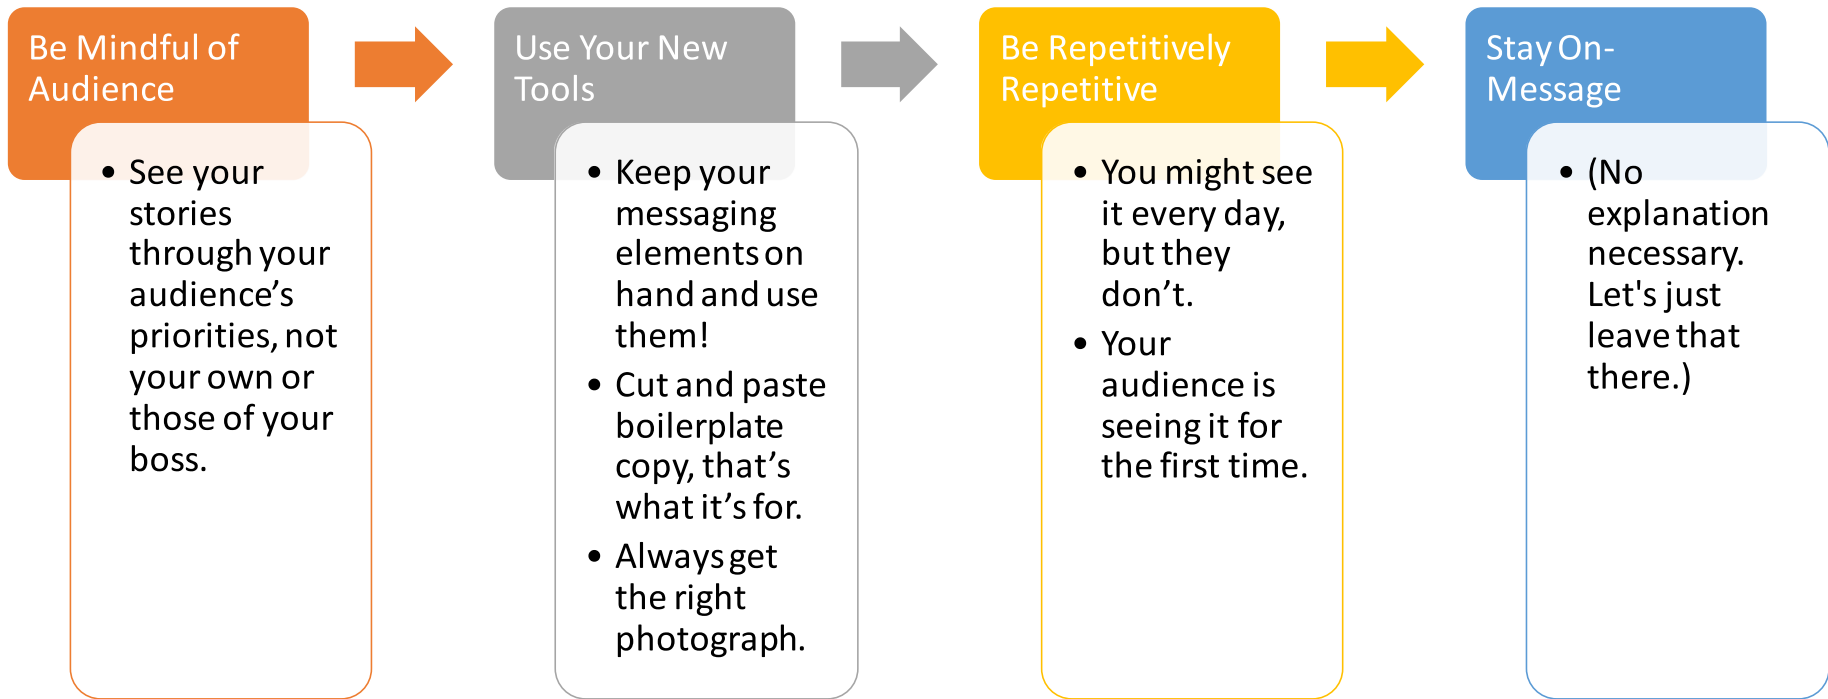 Be Mindful of
Audience
• See your
stories
through your
audience’s
priorities, not
your own or
those of your
boss.
Use Your New
Tools
• Keep your
messaging
elements on
hand and use
them!
• Cut and paste
boilerplate
copy, that’s
what it’s for.
• Always get
the right
photograph.
Be Repetitively
Repetitive
• You might see
it every day,
but they
don’t.
• Your
audience is
seeing it for
the first time.
Stay On-
Message
• (No
explanation
necessary.
Let's just
leave that
there.)